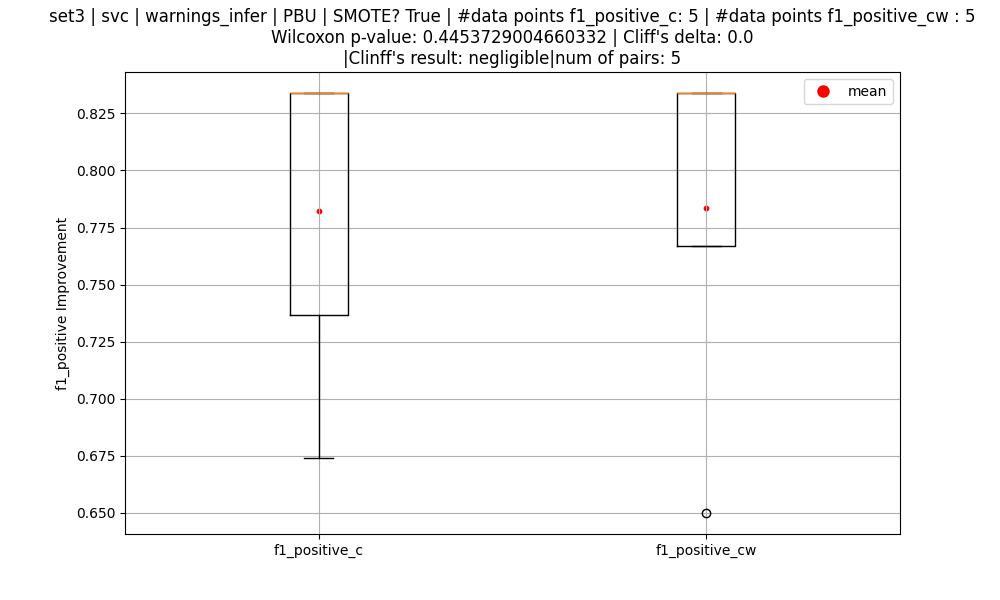 set3 | svc | warnings_infer | PBU | SMOTE? True | #data points f1_positive_c: 5 | #data points f1_positive_cw : 5
Wilcoxon p-value: 0.4453729004660332 | Cliff's delta: 0.0
|Clinff's result: negligible|num of pairs: 5
mean
0.825
0.800
0.775
0.750
0.725
0.700
0.675
0.650
f1_positive Improvement
f1_positive_c
f1_positive_cw